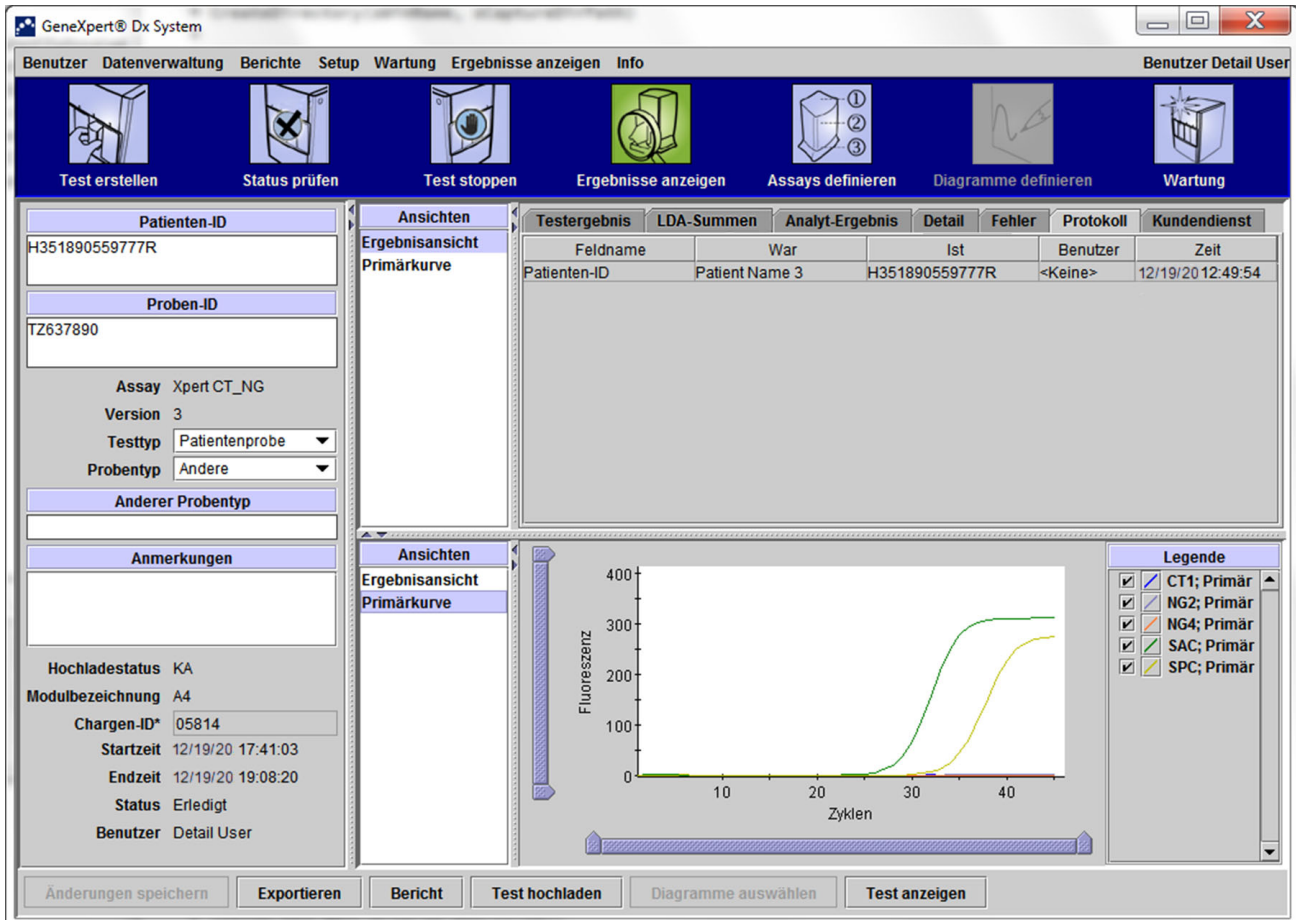 GeneXpert® Dx System
Benutzer Datenverwaltung Berichte Setup Wartung Ergebnisse anzeigen Info Benutzer Detail User
① ② ③
Test erstellen Status prüfen Test stoppen Ergebnisse anzeigen Assays definieren Diagramme definieren Wartung
Patienten-ID
H351890559777R
Proben-ID
TZ637890
Assay Xpert CT_NG
Version 3
Testtyp Patientenprobe
Probentyp Andere
Anderer Probentyp
Anmerkungen
Hochladestatus KA
Modulbezeichnung A4
Chargen-ID* 05814
Startzeit 12/19/20 17:41:03
Endzeit 12/19/20 19:08:20
Status Erledigt
Benutzer Detail User
Ansichten
Ergebnisansicht
Primärkurve
Testergebnis LDA-Summen Analyt-Ergebnis Detail Fehler Protokoll Kundendienst
Feldname War Ist Benutzer Zeit
Patienten-ID Patient Name 3 H351890559777R <Keine> 12/19/20 12:49:54
Ansichten
Ergebnisansicht
Primärkurve
400
300
200
100
0
Fluoreszenz
10 20 30 40
Zyklen
Legende
CT1; Primär
NG2; Primär
NG4; Primär
SAC; Primär
SPC; Primär
Änderungen speichern Exportieren Bericht Test hochladen Diagramme auswählen Test anzeigen